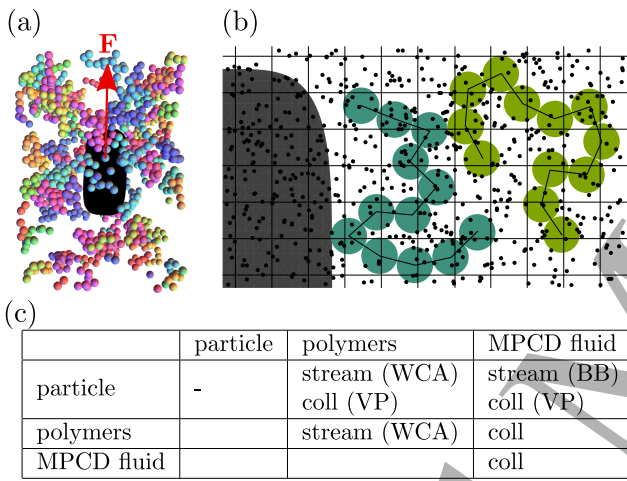 (a)
F
(b)
(c)
particle polymers MPCD fluid
particle - stream (WCA) stream (BB)
coll (VP) coll (VP)
polymers stream (WCA) coll
MPCD fluid coll